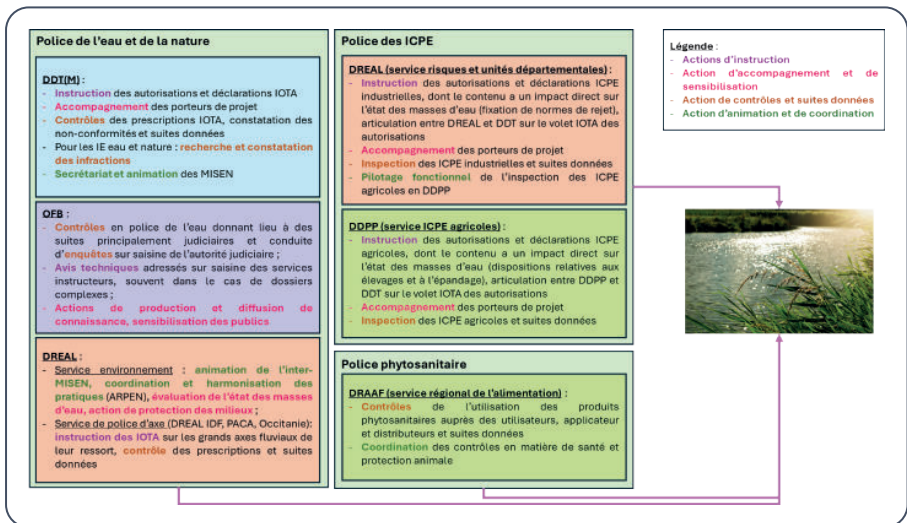 Police de l'eau et de la nature
DDT(M) :
- Instruction des autorisations et déclarations IOTA
- Accompagnement des porteurs de projet
- Contrôles des prescriptions IOTA, constatation des
non-conformités et suites données
- Pour les IE eau et nature : recherche et constatation
des infractions
- Secrétariat et animation des MISEN
OFB :
- Contrôles en police de l'eau donnant lieu à des
suites principalement judiciaires et conduite
d'enquêtes sur saisine de l'autorité judiciaire ;
- Avis techniques adressés sur saisine des services
instructeurs, souvent dans le cas de dossiers
complexes ;
- Actions de production et diffusion de
connaissance, sensibilisation des publics
DREAL :
- Service environnement : animation de l'inter-
MISEN, coordination et harmonisation des
pratiques (ARPEN), évaluation de l'état des masses
d'eau, action de protection des milieux ;
- Service de police d'axe (DREAL IDF, PACA, Occitanie):
instruction des IOTA sur les grands axes fluviaux de
leur ressort, contrôle des prescriptions et suites
données
Police des ICPE
DREAL (service risques et unités départementales) :
- Instruction des autorisations et déclarations ICPE
industrielles, dont le contenu a un impact direct sur
l'état des masses d'eau (fixation de normes de rejet),
articulation entre DREAL et DDT sur le volet IOTA des
autorisations
- Accompagnement des porteurs de projet
- Inspection des ICPE industrielles et suites données
- Pilotage fonctionnel de l'inspection des ICPE
agricoles en DDPP
DDPP (service ICPE agricoles) :
- Instruction des autorisations et déclarations ICPE
agricoles, dont le contenu a un impact direct sur
l'état des masses d'eau (dispositions relatives aux
élevages et à l'épandage), articulation entre DDPP et
DDT sur le volet IOTA des autorisations
- Accompagnement des porteurs de projet
- Inspection des ICPE agricoles et suites données
Police phytosanitaire
DRAAF (service régional de l'alimentation) :
- Contrôles de l'utilisation des produits
phytosanitaires auprès des utilisateurs, applicateur
et distributeurs et suites données
- Coordination des contrôles en matière de santé et
protection animale
Légende :
- Actions d'instruction
- Action d'accompagnement et de
sensibilisation
- Action de contrôles et suites données
- Action d'animation et de coordination